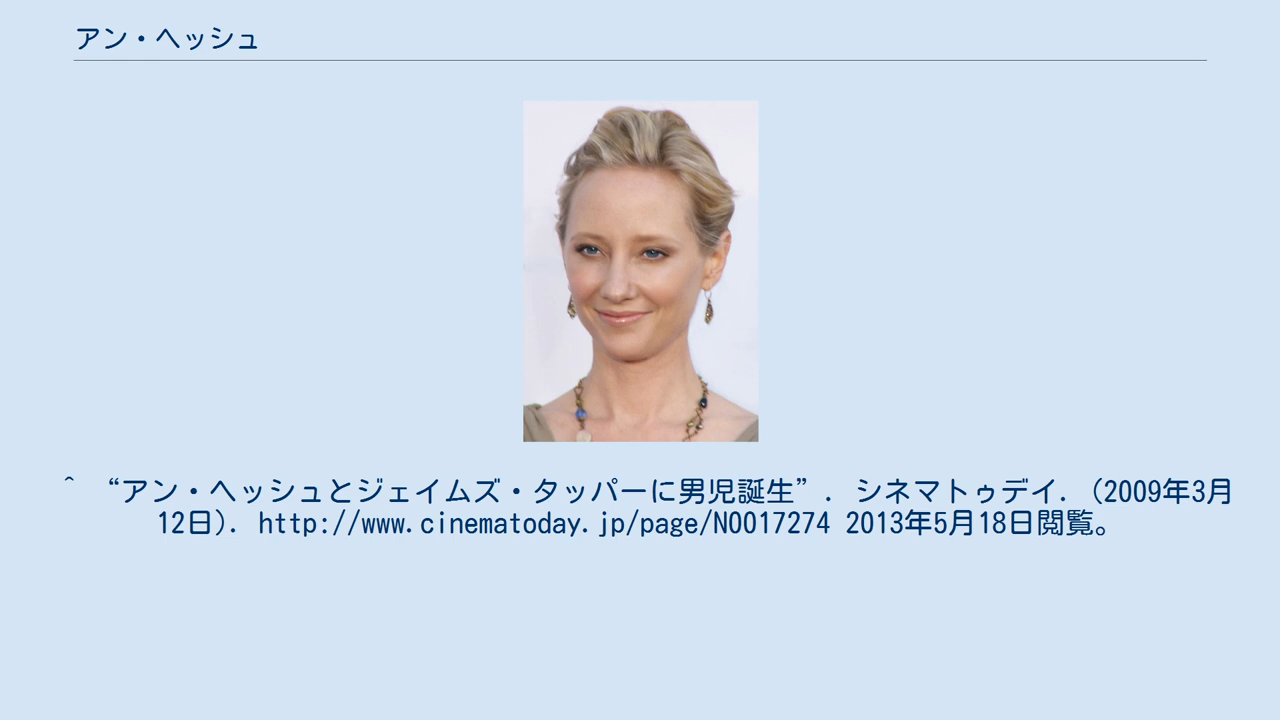 アン・ヘッシュ
^ “アン・ヘッシュとジェイムズ・タッパーに男児誕生”. シネマトゥデイ. (2009年3月
12日). http://www.cinematoday.jp/page/N0017274 2013年5月18日閲覧。